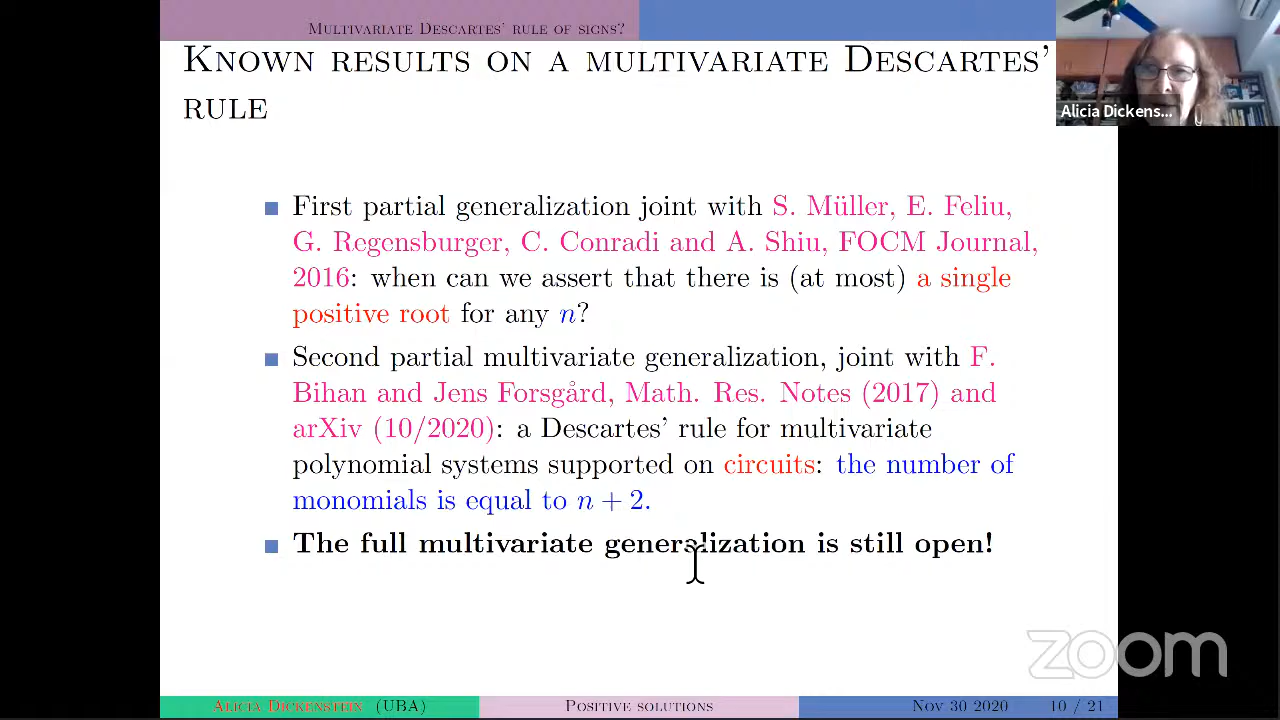 Multivariate Descartes' rule of signs?
Known results on a multivariate Descartes'
rule
Alicia Dickens...
First partial generalization joint with S. Müller, E. Feliu,
G. Regensburger, C. Conradi and A. Shiu, FOCM Journal,
2016: when can we assert that there is (at most) a single
positive root for any n?
Second partial multivariate generalization, joint with F.
Bihan and Jens Forsgård, Math. Res. Notes (2017) and
arXiv (10/2020): a Descartes' rule for multivariate
polynomial systems supported on circuits: the number of
monomials is equal to n + 2.
The full multivariate generalization is still open!
zoom
Alicia Dickenstein (UBA) Positive solutions Nov 30 2020 10 / 21